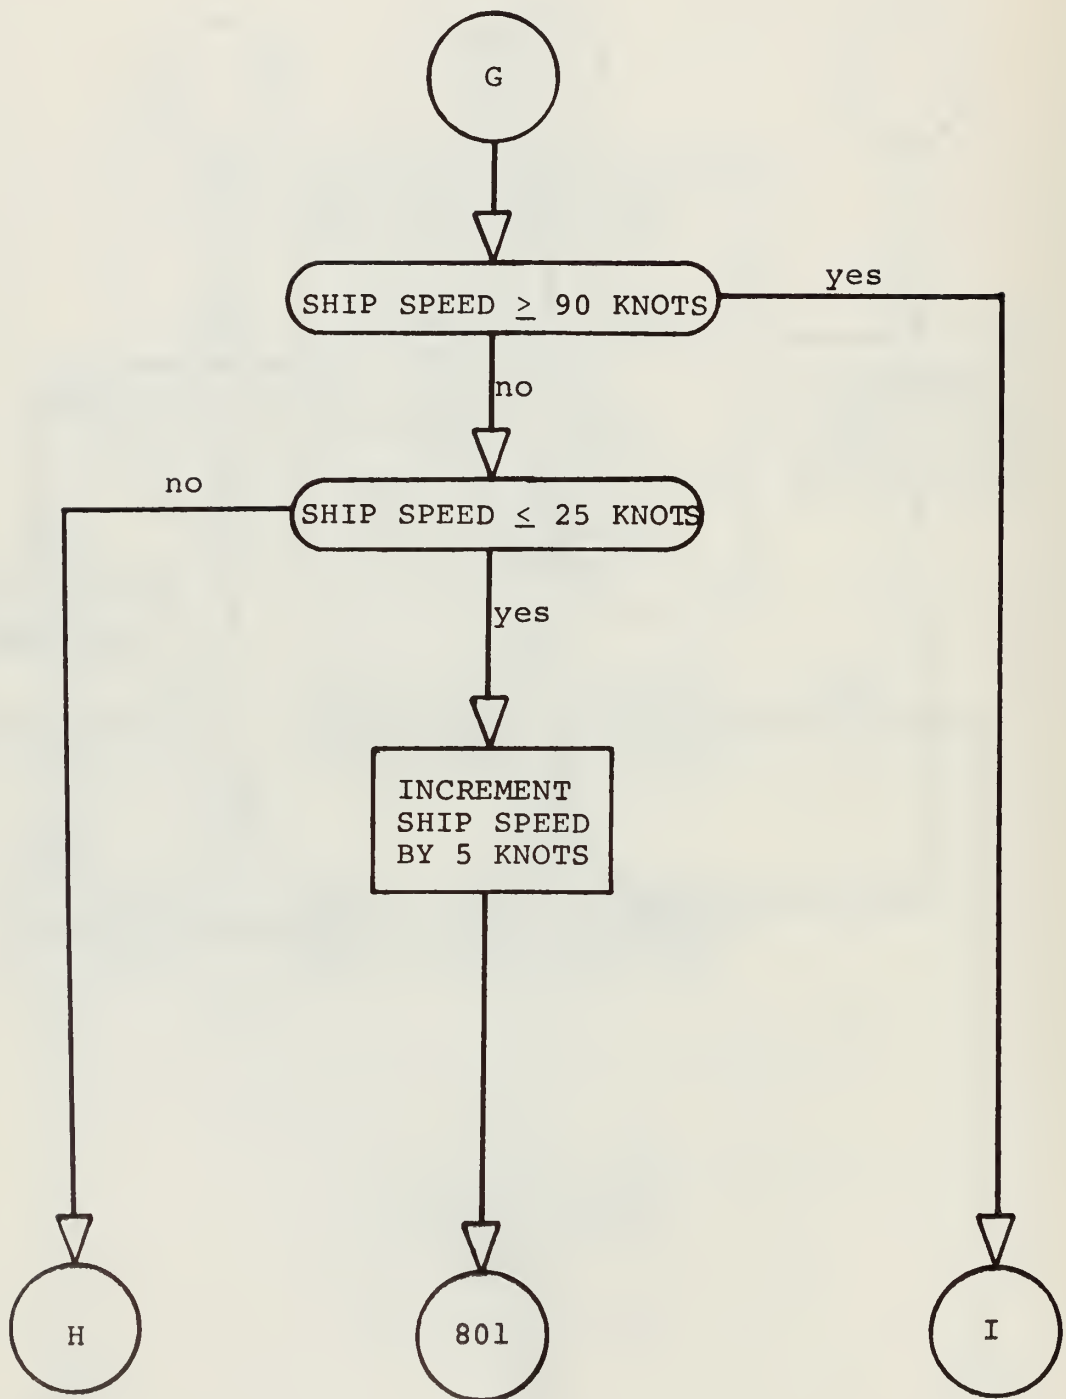 G
yes
SHIP SPEED ≥ 90 KNOTS
no
no
SHIP SPEED ≤ 25 KNOTS
yes
INCREMENT
SHIP SPEED
BY 5 KNOTS
H
801
I